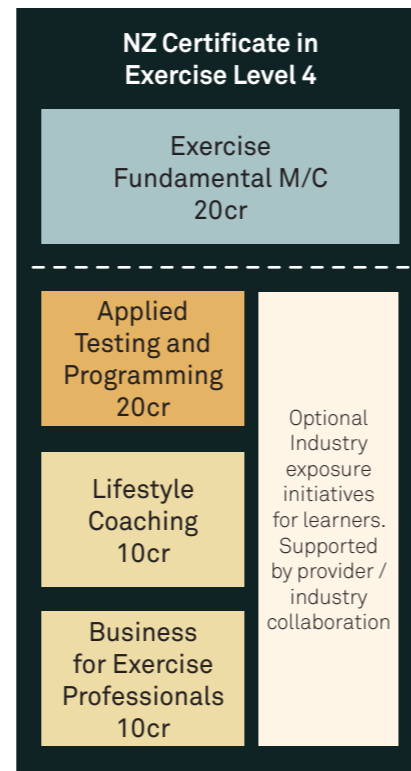 NZ Certificate in
Exercise Level 4
Exercise
Fundamental M/C
20cr
Applied
Testing and
Programming
20cr
Lifestyle
Coaching
10cr
Business
for Exercise
Professionals
10cr
Optional
Industry
exposure
initiatives
for learners.
Supported
by provider /
industry
collaboration